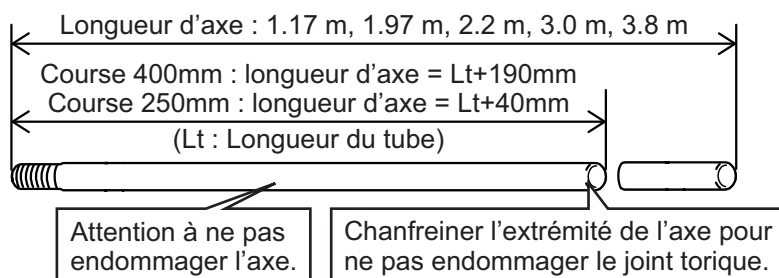 Longueur d'axe : 1.17 m, 1.97 m, 2.2 m, 3.0 m, 3.8 m
Course 400mm : longueur d'axe = Lt+190mm
Course 250mm : longueur d'axe = Lt+40mm
(Lt : Longueur du tube)
Attention à ne pas
endommager l'axe.
Chanfreiner l'extrémité de l'axe pour
ne pas endommager le joint torique.